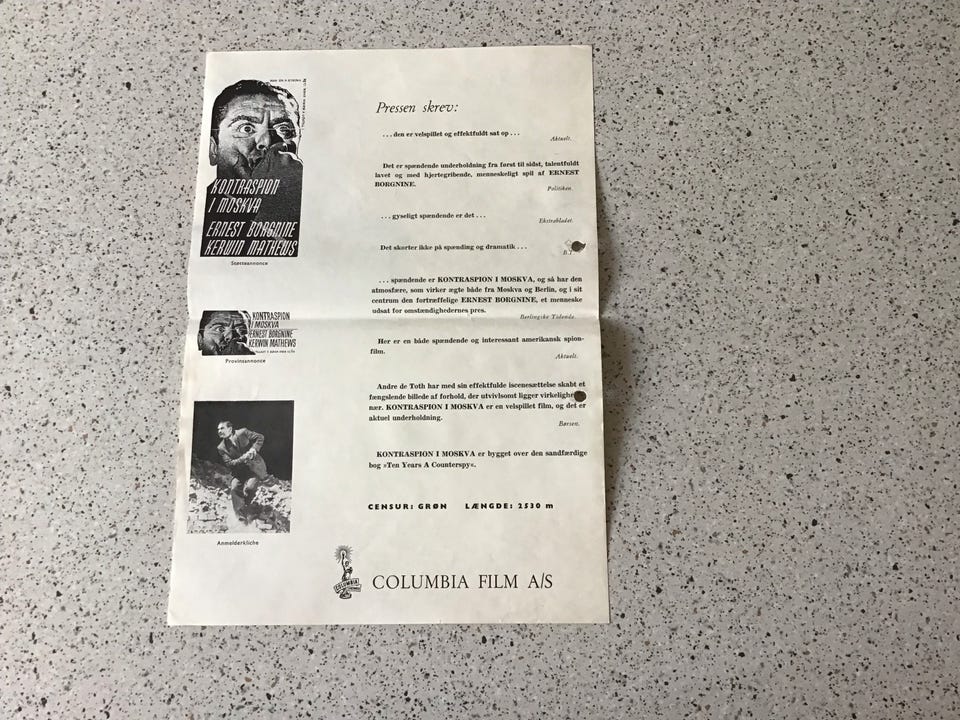 KONTRASPION
I MOSKVA
ERNEST BORGNINE
KERWIN MATHEWS
Støtteannonce
KONTRASPION
I MOSKVA
ERNEST BORGNINE
KERWIN MATHEWS
Provinsannonce
Anmelderkliche
Pressen skrev:
. . . den er velspillet og effektfuldt sat op . . .
Aktuelt.
Det er spændende underholdning fra først til sidst, talentfuldt
lavet og med hjertegribende, menneskeligt spil af ERNEST
BORGNINE.
Politiken.
. . . gyseligt spændende er det . . .
Ekstrabladet.
Det skorter ikke på spænding og dramatik . . .
B.T.
. . . spændende er KONTRASPION I MOSKVA, og så har den
atmosfære, som virker ægte både fra Moskva og Berlin, og i sit
centrum den fortræffelige ERNEST BORGNINE, et menneske
udsat for omstændighedernes pres.
Berlingske Tidende.
Her er en både spændende og interessant amerikansk spion-
film.
Aktuelt.
Andre de Toth har med sin effektfulde iscenesættelse skabt et
fængslende billede af forhold, der utvivlsomt ligger virkelighe
nær. KONTRASPION I MOSKVA er en velspillet film, og det er
aktuel underholdning.
Børsen.
KONTRASPION I MOSKVA er bygget over den sandfærdige
bog »Ten Years A Counterspy«.
CENSUR: GRØN LÆNGDE: 2530 m
COLUMBIA
COLUMBIA FILM A/S